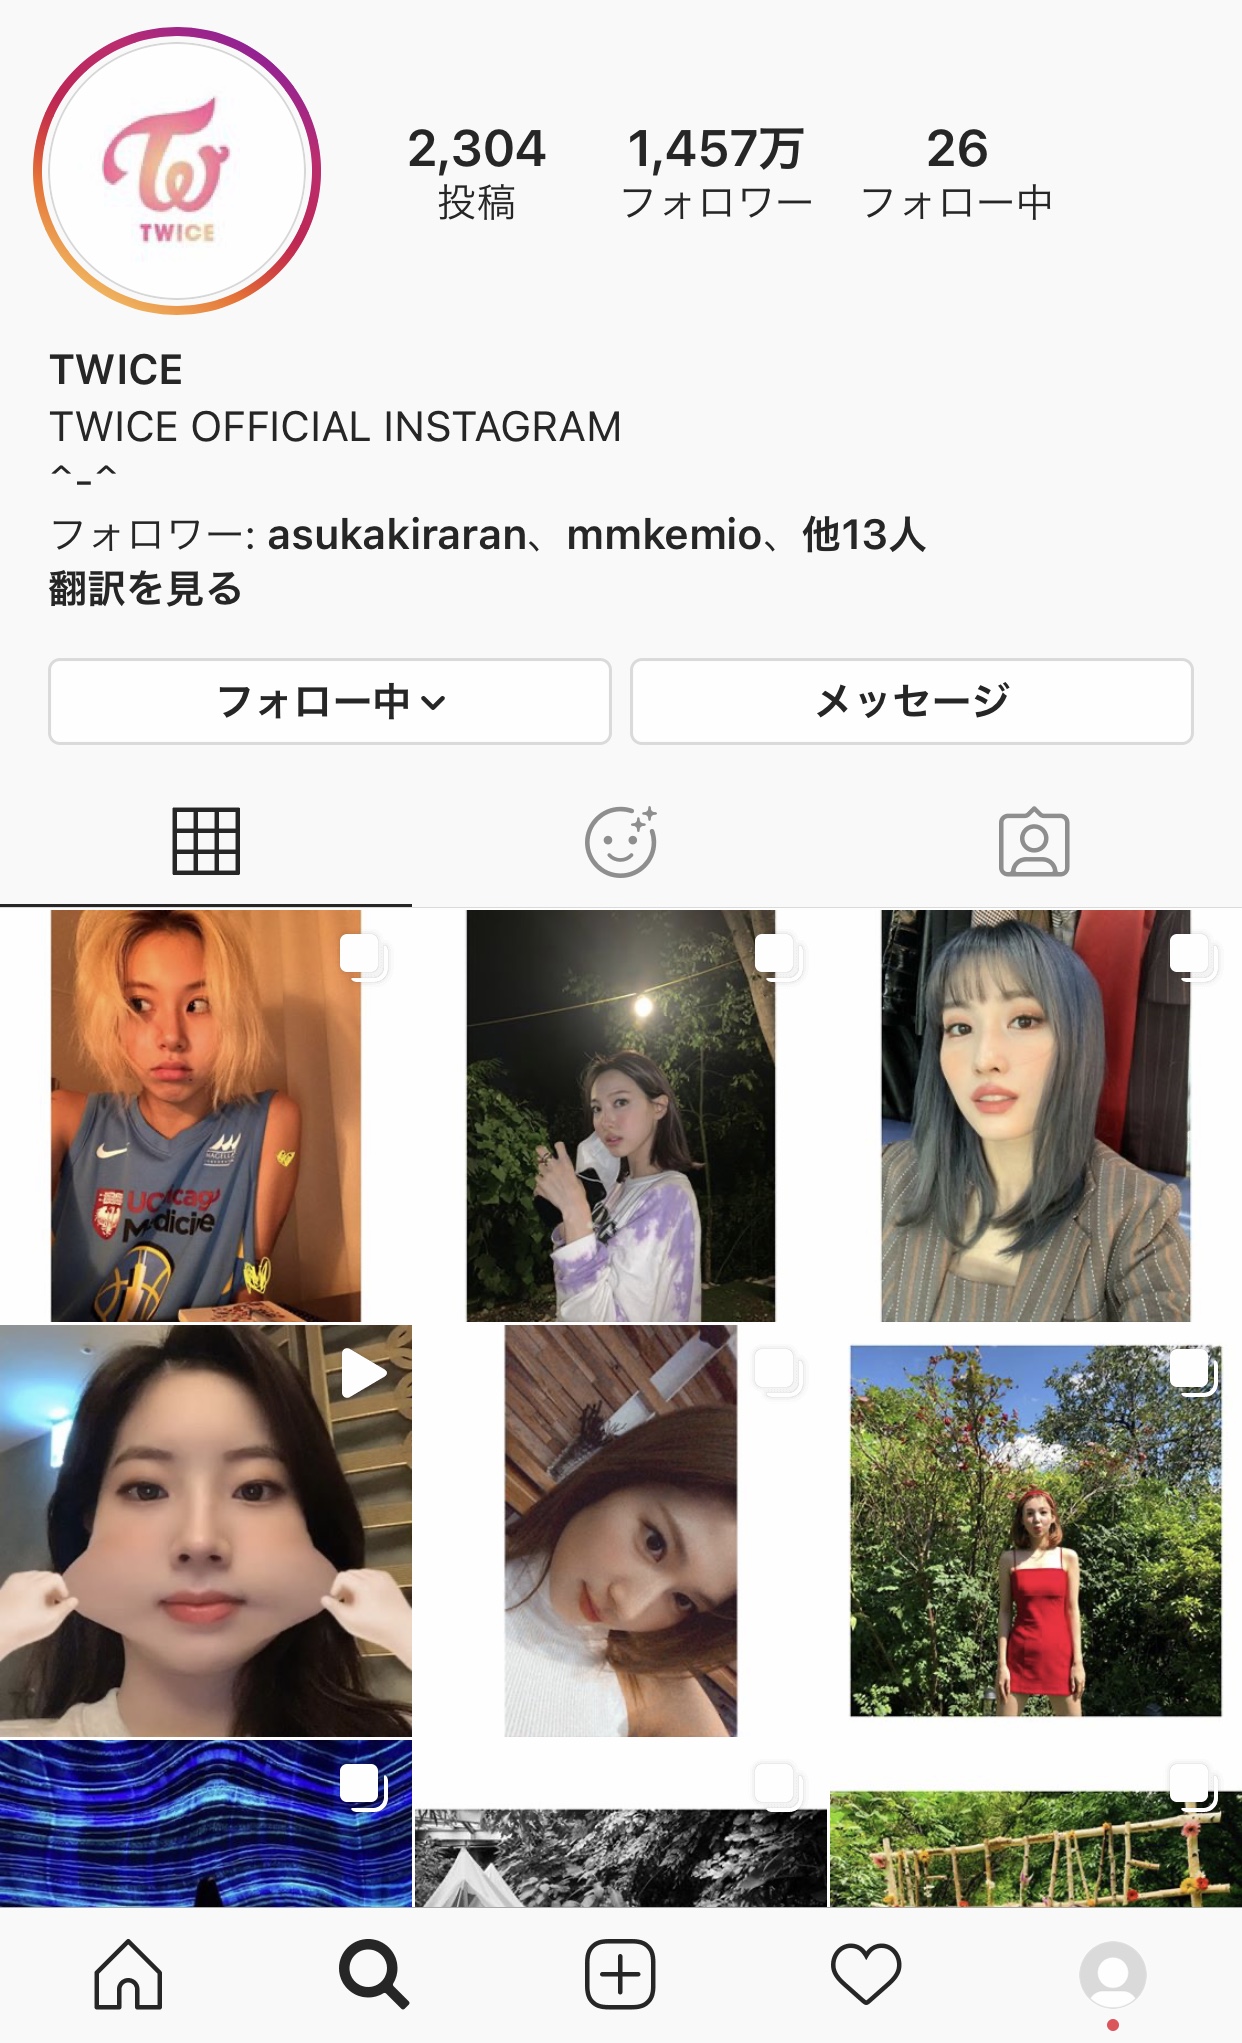 TWICE
2,304
投稿
1,457万
フォロワー
26
フォロー中
TWICE
TWICE OFFICIAL INSTAGRAM
^-^
フォロワー: asukakiraran、mmkemio、他13人
翻訳を見る
フォロー中
メッセージ
UChicago
Medicine